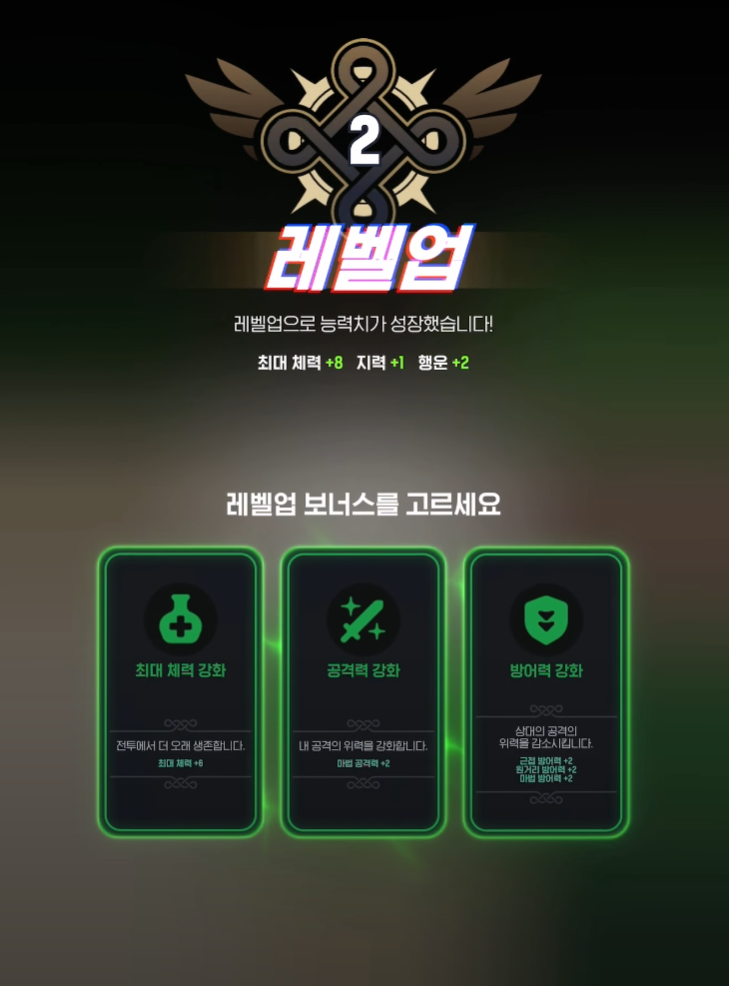 2
레벨업
레벨업으로 능력치가 성장했습니다!
최대 체력 +8 지력 +1 행운 +2
레벨업 보너스를 고르세요
최대 체력 강화
전투에서 더 오래 생존합니다.
최대 체력 +6
공격력 강화
내 공격의 위력을 강화합니다.
마법 공격력 +2
방어력 강화
상대의 공격의
위력을 감소시킵니다.
근접 방어력 +2
원거리 방어력 +2
마법 방어력 +2